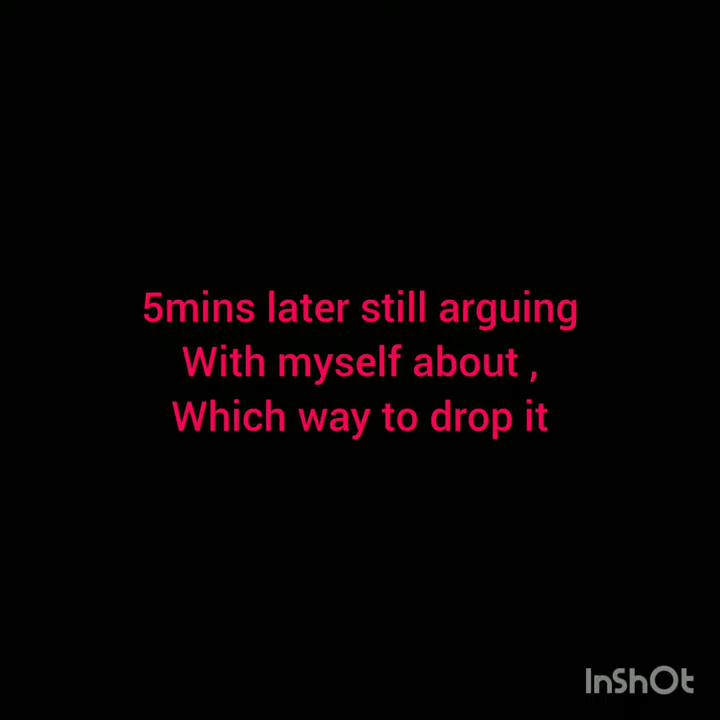 5mins later still arguing
With myself about ,
Which way to drop it
InShOt